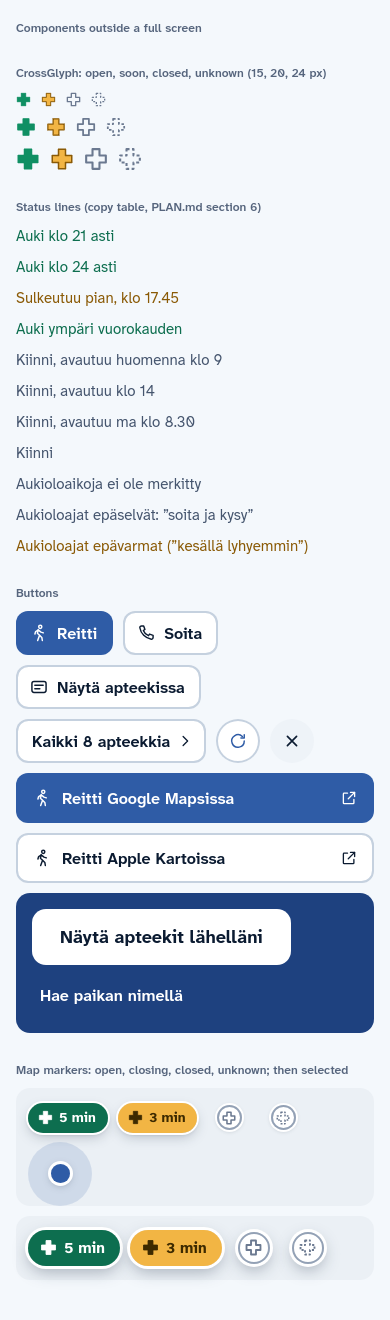 Components outside a full screen
CrossGlyph: open, soon, closed, unknown (15, 20, 24 px)
Status lines (copy table, PLAN.md section 6)
Auki klo 21 asti
Auki klo 24 asti
Sulkeutuu pian, klo 17.45
Auki ympäri vuorokauden
Kiinni, avautuu huomenna klo 9
Kiinni, avautuu klo 14
Kiinni, avautuu ma klo 8.30
Kiinni
Aukioloaikoja ei ole merkitty
Aukioloajat epäselvät: ”soita ja kysy”
Aukioloajat epävarmat (”kesällä lyhyemmin”)
Buttons
Reitti Soita
Näytä apteekissa
Kaikki 8 apteekkia
Reitti Google Mapsissa
Reitti Apple Kartoissa
Näytä apteekit lähelläni
Hae paikan nimellä
Map markers: open, closing, closed, unknown; then selected
5 min 3 min
5 min 3 min